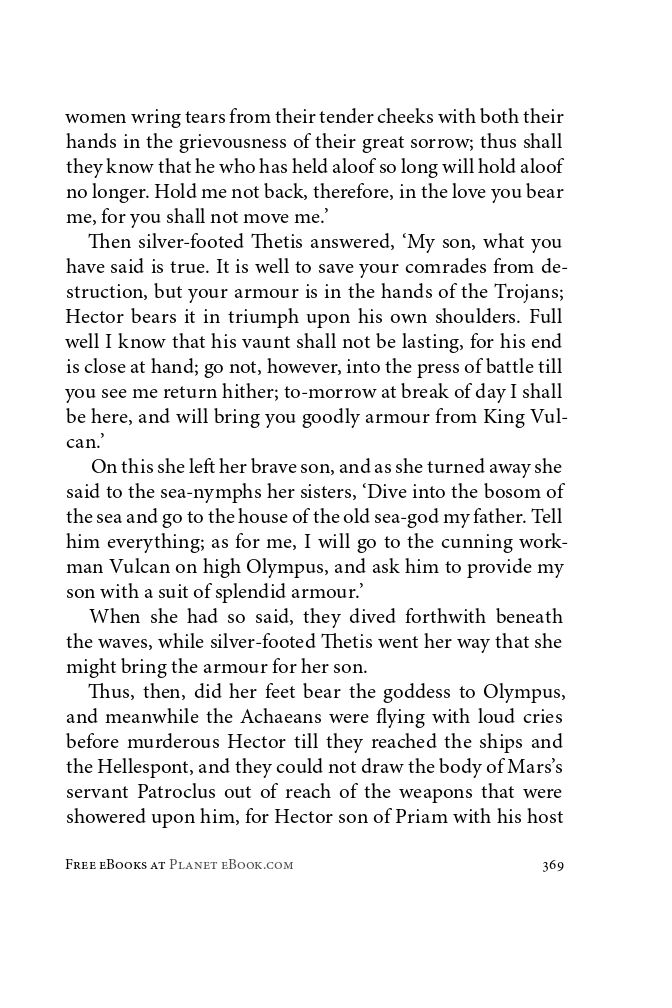 women wring tears from their tender cheeks with both their
hands in the grievousness of their great sorrow; thus shall
they know that he who has held aloof so long will hold aloof
no longer. Hold me not back, therefore, in the love you bear
me, for you shall not move me.’
Then silver-footed Thetis answered, ‘My son, what you
have said is true. It is well to save your comrades from de-
struction, but your armour is in the hands of the Trojans;
Hector bears it in triumph upon his own shoulders. Full
well I know that his vaunt shall not be lasting, for his end
is close at hand; go not, however, into the press of battle till
you see me return hither; to-morrow at break of day I shall
be here, and will bring you goodly armour from King Vul-
can.’
On this she left her brave son, and as she turned away she
said to the sea-nymphs her sisters, ‘Dive into the bosom of
the sea and go to the house of the old sea-god my father. Tell
him everything; as for me, I will go to the cunning work-
man Vulcan on high Olympus, and ask him to provide my
son with a suit of splendid armour.’
When she had so said, they dived forthwith beneath
the waves, while silver-footed Thetis went her way that she
might bring the armour for her son.
Thus, then, did her feet bear the goddess to Olympus,
and meanwhile the Achaeans were flying with loud cries
before murderous Hector till they reached the ships and
the Hellespont, and they could not draw the body of Mars’s
servant Patroclus out of reach of the weapons that were
showered upon him, for Hector son of Priam with his host
Free eBooks at Planet eBook.com 369